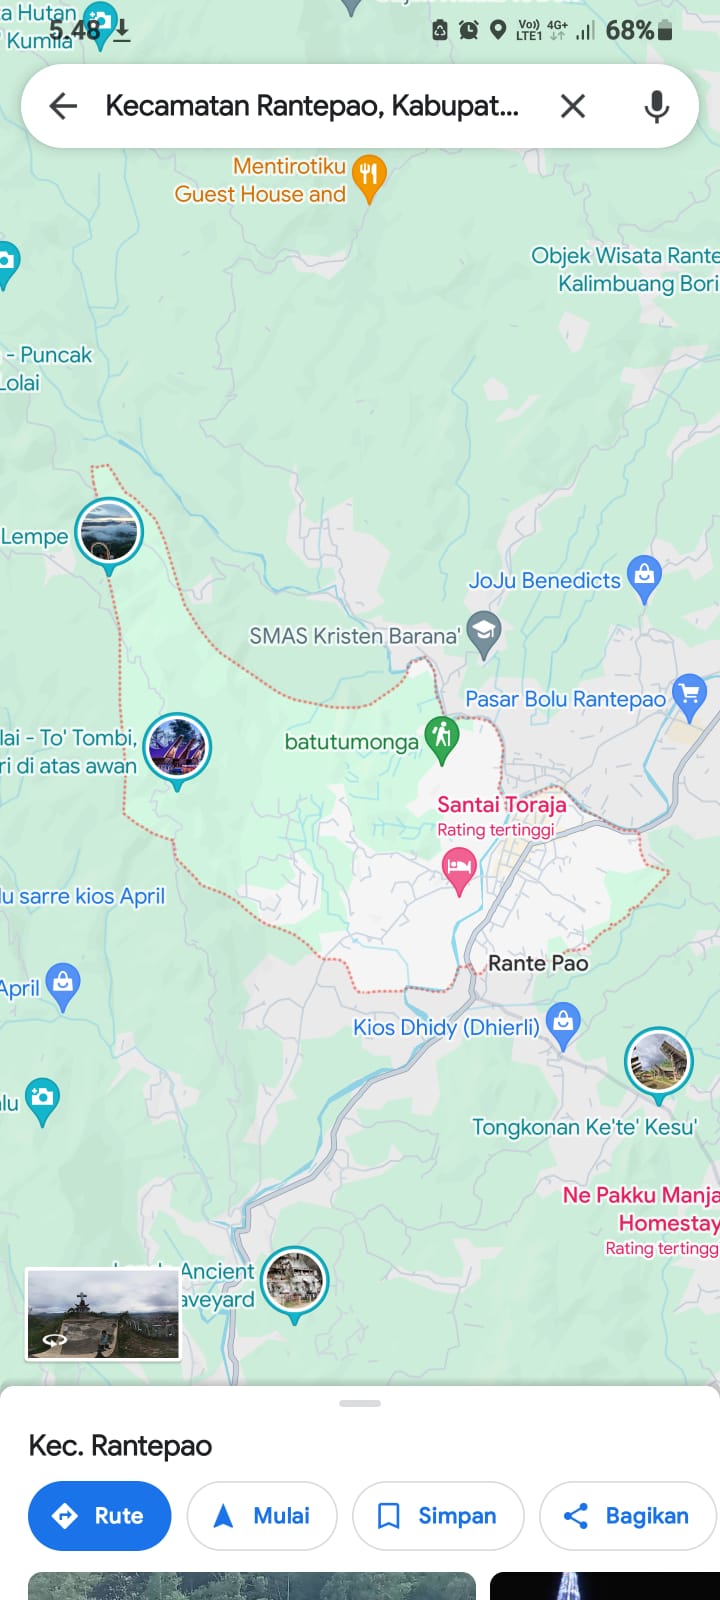 a Hutan
Kumila
5.48
Vo))
LTE1
4G+
68%
Kecamatan Rantepao, Kabupat...
Mentirotiku
Guest House and
Objek Wisata Rante
Kalimbuang Bori
- Puncak
Lolai
Lempe
JoJu Benedicts
SMAS Kristen Barana'
Pasar Bolu Rantepao
lai - To' Tombi,
ri di atas awan
batutumonga
Santai Toraja
Rating tertinggi
lu sarre kios April
Rante Pao
April
Kios Dhidy (Dhierli)
lu
Tongkonan Ke'te' Kesu'
Ne Pakku Manja
Homestay
Rating tertingg
Ancient
aveyard
Kec. Rantepao
Rute
Mulai
Simpan
Bagikan